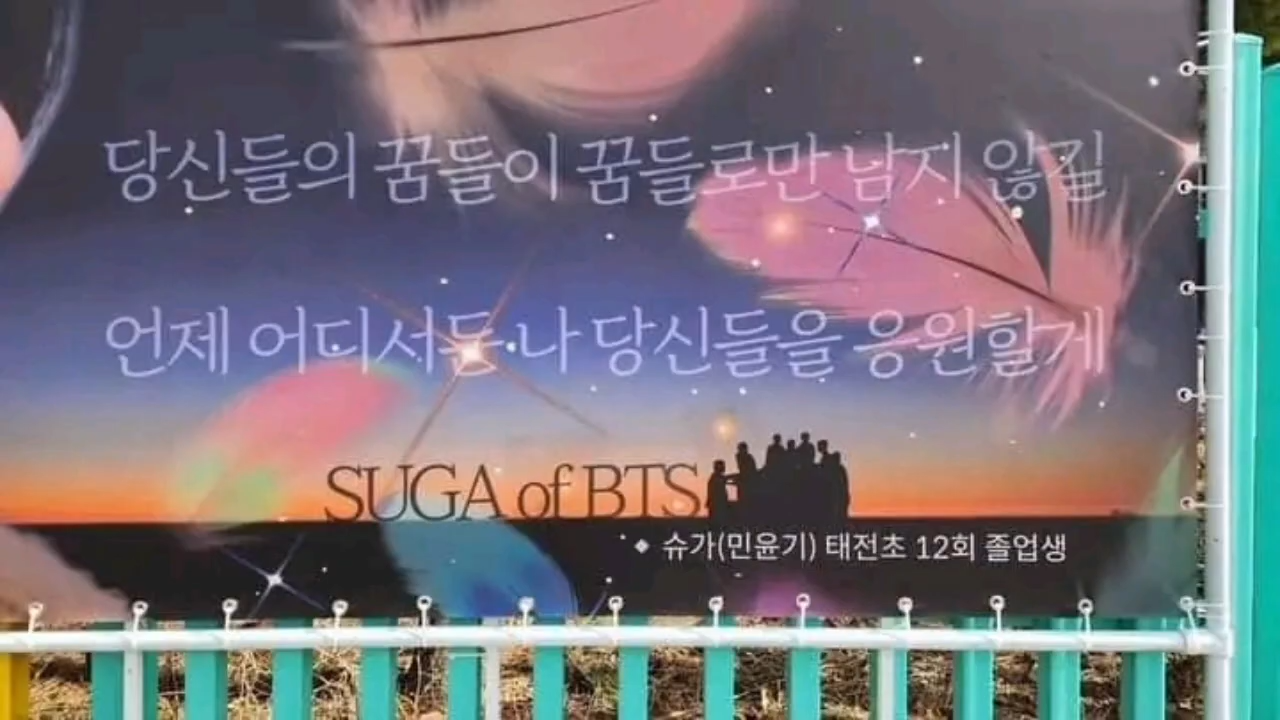 당신들의 꿈들이 꿈들로만 남지 않길
언제 어디서든 나 당신들을 응원할게
SUGA of BTS
슈가(민윤기) 태전초 12회 졸업생